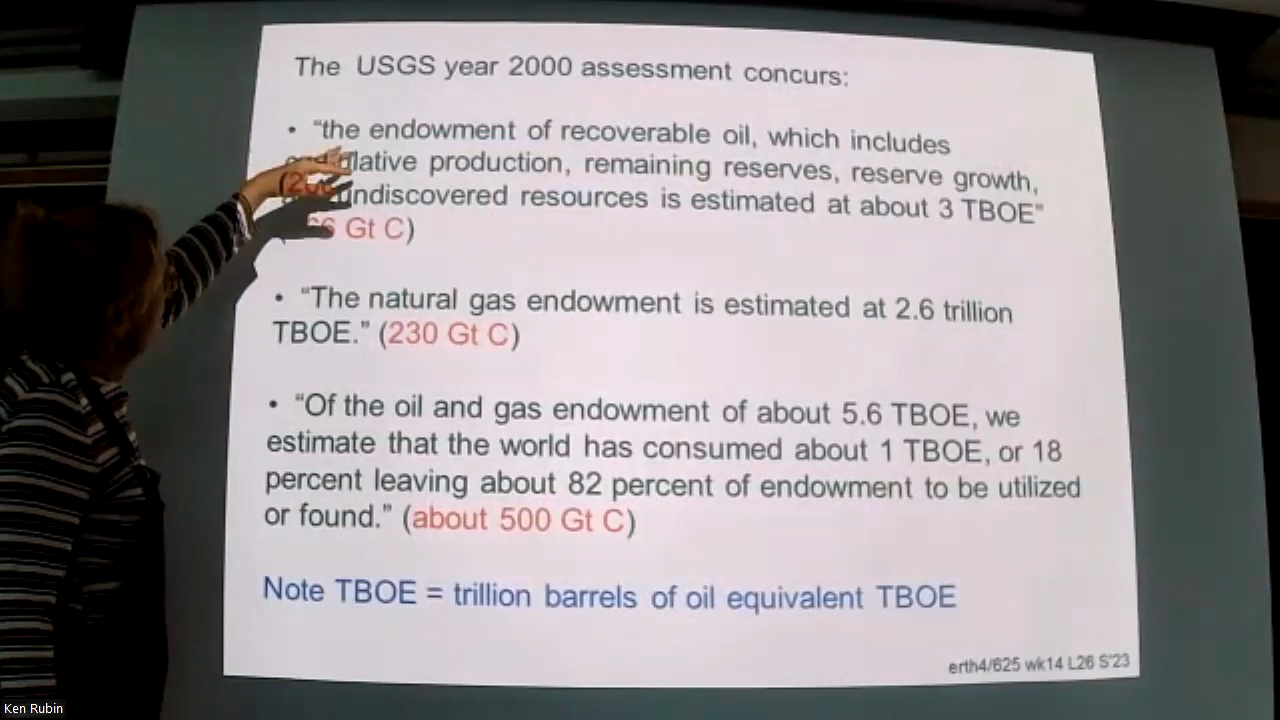 The USGS year 2000 assessment concurs:
• “the endowment of recoverable oil, which includes
lative production, remaining reserves, reserve growth,
undiscovered resources is estimated at about 3 TBOE”
6 Gt C)
• “The natural gas endowment is estimated at 2.6 trillion
TBOE.” (230 Gt C)
• “Of the oil and gas endowment of about 5.6 TBOE, we
estimate that the world has consumed about 1 TBOE, or 18
percent leaving about 82 percent of endowment to be utilized
or found.” (about 500 Gt C)
Note TBOE = trillion barrels of oil equivalent TBOE
erth4/625 wk14 L26 S'23
Ken Rubin